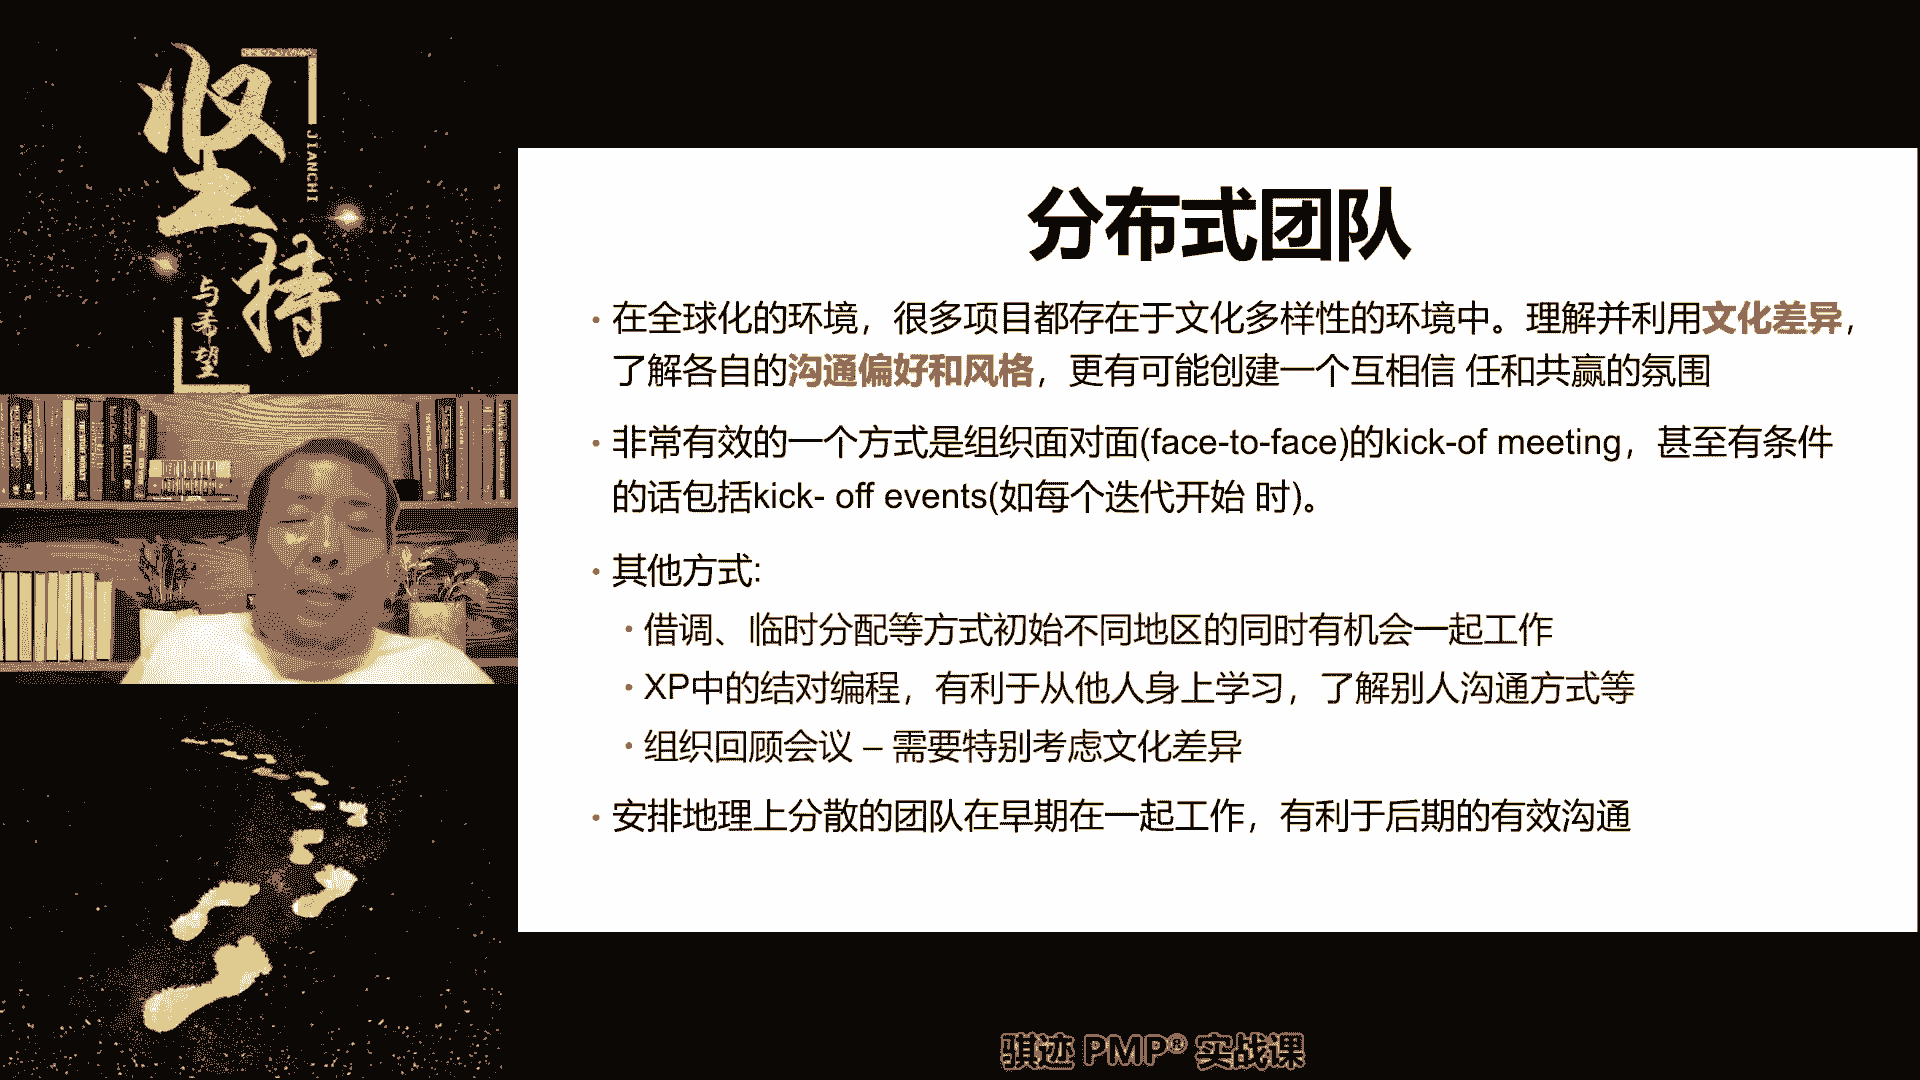 坚持
JIANCHI
与希望
分布式团队
• 在全球化的环境，很多项目都存在于文化多样性的环境中。理解并利用文化差异，
了解各自的沟通偏好和风格，更有可能创建一个互相信 任和共赢的氛围
• 非常有效的一个方式是组织面对面(face-to-face)的kick-of meeting，甚至有条件
的话包括kick- off events(如每个迭代开始 时)。
• 其他方式:
• 借调、临时分配等方式初始不同地区的同时有机会一起工作
• XP中的结对编程，有利于从他人身上学习，了解别人沟通方式等
• 组织回顾会议 – 需要特别考虑文化差异
• 安排地理上分散的团队在早期在一起工作，有利于后期的有效沟通
骐迹 PMP® 实战课